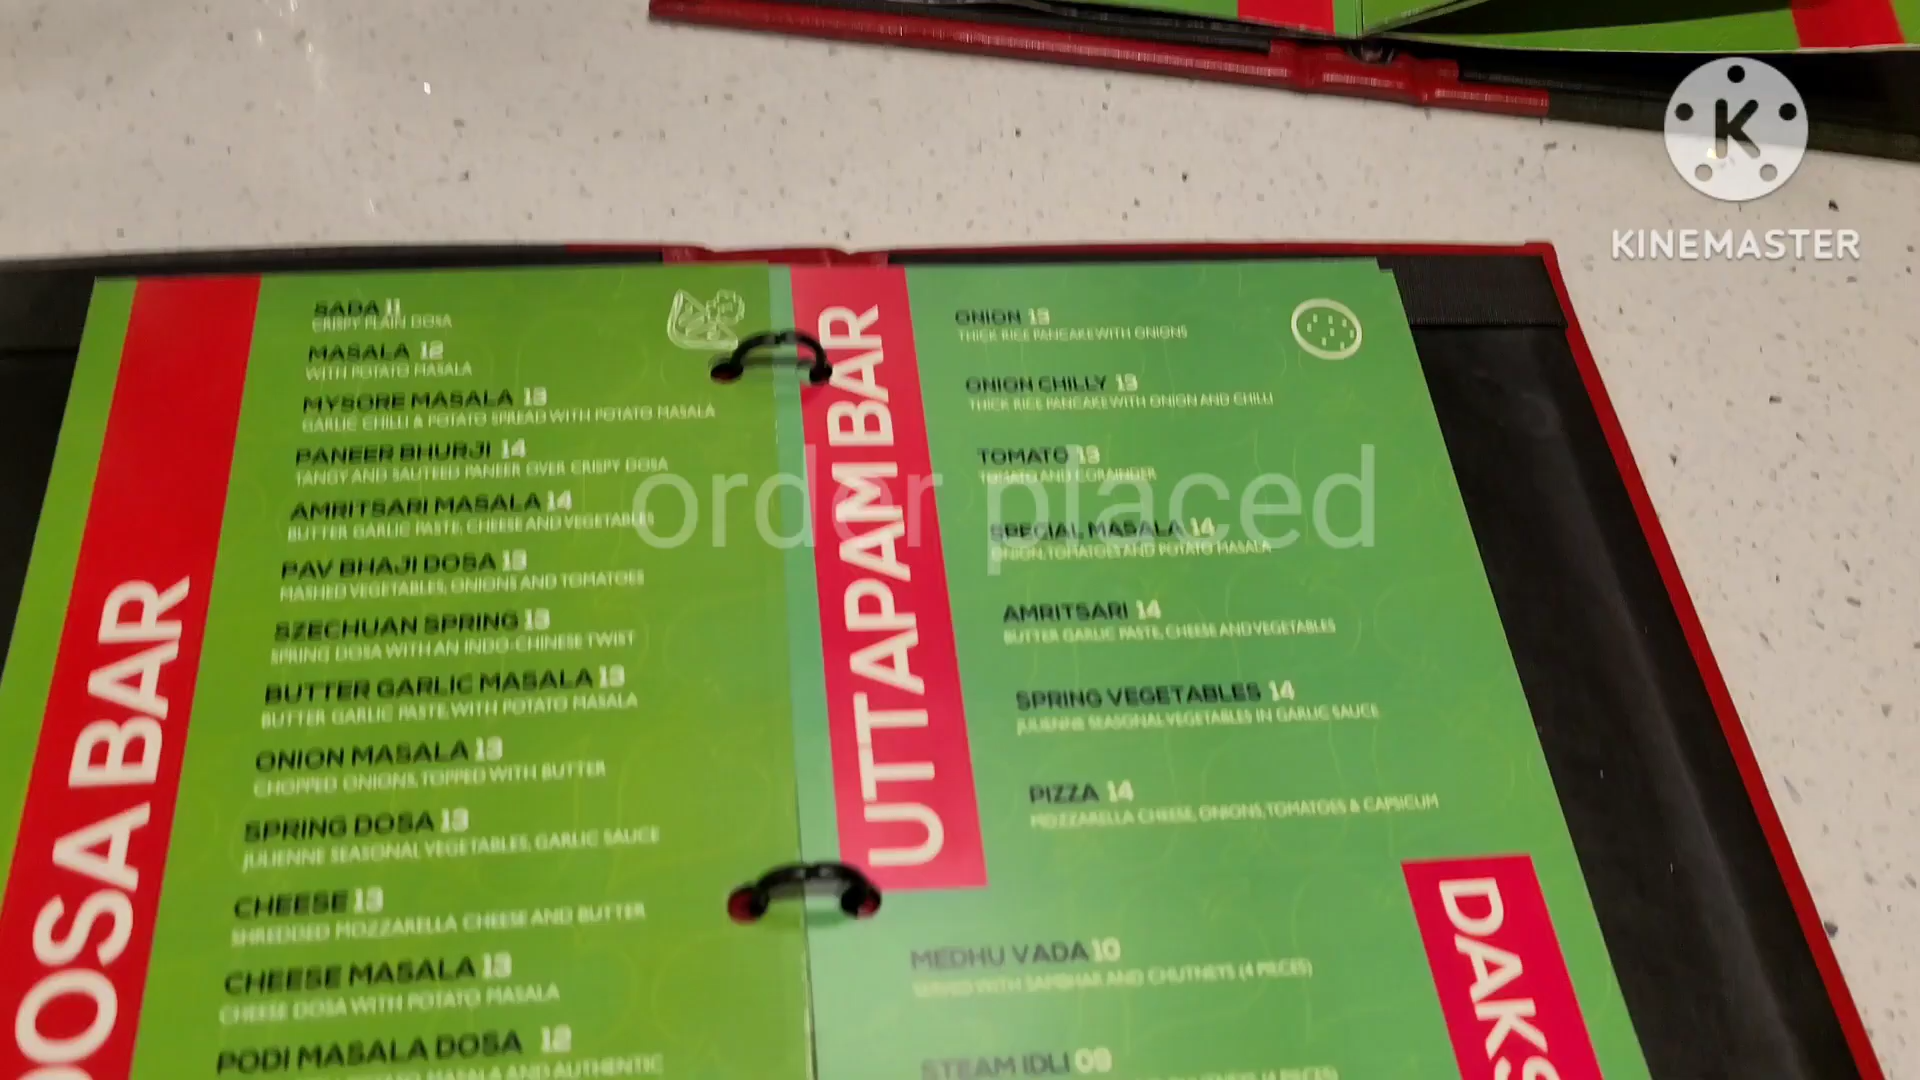 K
KINEMASTER
order placed
DOSA BAR
SADA 11
CRISPY PLAIN DOSA
MASALA 12
WITH POTATO MASALA
MYSORE MASALA 13
GARLIC CHILLI & POTATO SPREAD WITH POTATO MASALA
PANEER BHURJI 14
TANGY AND SAUTEED PANEER OVER CRISPY DOSA
AMRITSARI MASALA 14
BUTTER GARLIC PASTE, CHEESE AND VEGETABLES
PAV BHAJI DOSA 13
MASHED VEGETABLES, ONIONS AND TOMATOES
SZECHUAN SPRING 13
SPRING DOSA WITH AN INDO-CHINESE TWIST
BUTTER GARLIC MASALA 13
BUTTER GARLIC PASTE WITH POTATO MASALA
ONION MASALA 13
CHOPPED ONIONS, TOPPED WITH BUTTER
SPRING DOSA 13
JULIENNE SEASONAL VEGETABLES, GARLIC SAUCE
CHEESE 13
SHREDDED MOZZARELLA CHEESE AND BUTTER
CHEESE MASALA 13
CHEESE DOSA WITH POTATO MASALA
PODI MASALA DOSA 12
POTATO MASALA AND AUTHENTIC
UTTAPAM BAR
ONION 13
THICK RICE PANCAKE WITH ONIONS
ONION CHILLY 13
THICK RICE PANCAKE WITH ONION AND CHILLI
TOMATO 13
TOMATO AND CORAINDER
SPECIAL MASALA 14
ONION, TOMATOES AND POTATO MASALA
AMRITSARI 14
BUTTER GARLIC PASTE, CHEESE AND VEGETABLES
SPRING VEGETABLES 14
JULIENNE SEASONAL VEGETABLES IN GARLIC SAUCE
PIZZA 14
MOZZARELLA CHEESE, ONIONS, TOMATOES & CAPSICUM
DAKS
MEDHU VADA 10
SERVED WITH SAMBHAR AND CHUTNEYS (4 PIECES)
STEAM IDLI 09